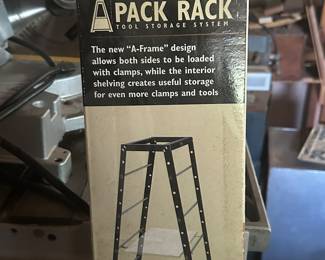 PACK RACK
TOOL STORAGE SYSTEM
The new "A-Frame" design
allows both sides to be loaded
with clamps, while the interior
shelving creates useful storage
for even more clamps and tools